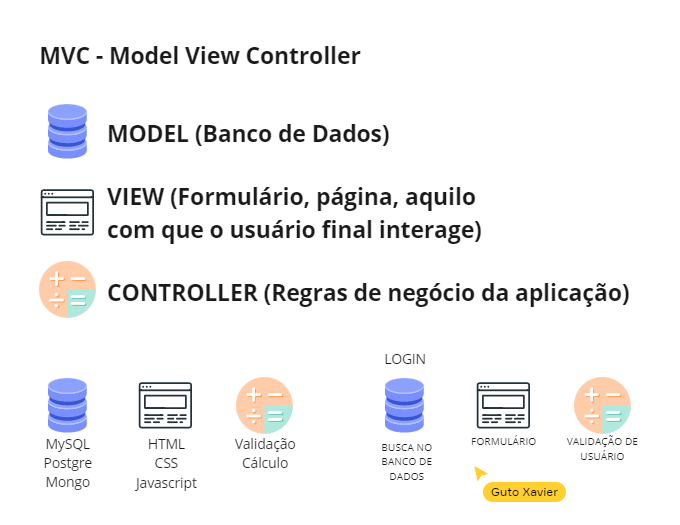 MVC - Model View Controller
MODEL (Banco de Dados)
VIEW (Formulário, página, aquilo
com que o usuário final interage)
CONTROLLER (Regras de negócio da aplicação)
MySQL
Postgre
Mongo
HTML
CSS
Javascript
Validação
Cálculo
LOGIN
BUSCA NO
BANCO DE
DADOS
FORMULÁRIO
VALIDAÇÃO DE
USUÁRIO
Guto Xavier